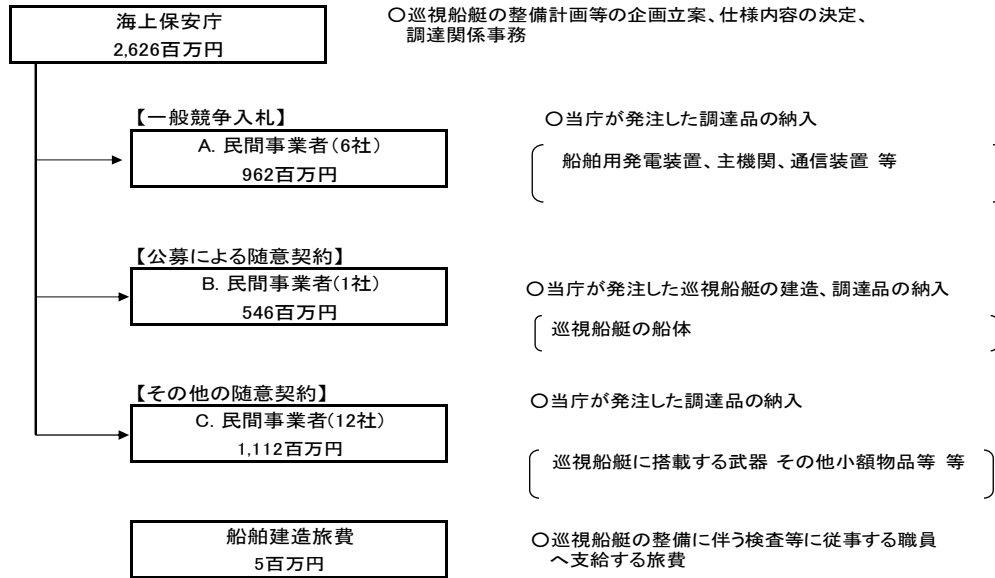 海上保安庁
2,626百万円
○巡視船艇の整備計画等の企画立案、仕様内容の決定、
調達関係事務
【一般競争入札】
A. 民間事業者(6社)
962百万円
○当庁が発注した調達品の納入
船舶用発電装置、主機関、通信装置 等
【公募による随意契約】
B. 民間事業者(1社)
546百万円
○当庁が発注した巡視船艇の建造、調達品の納入
巡視船艇の船体
【その他の随意契約】
C. 民間事業者(12社)
1,112百万円
○当庁が発注した調達品の納入
巡視船艇に搭載する武器 その他小額物品等 等
船舶建造旅費
5百万円
○巡視船艇の整備に伴う検査等に従事する職員
へ支給する旅費